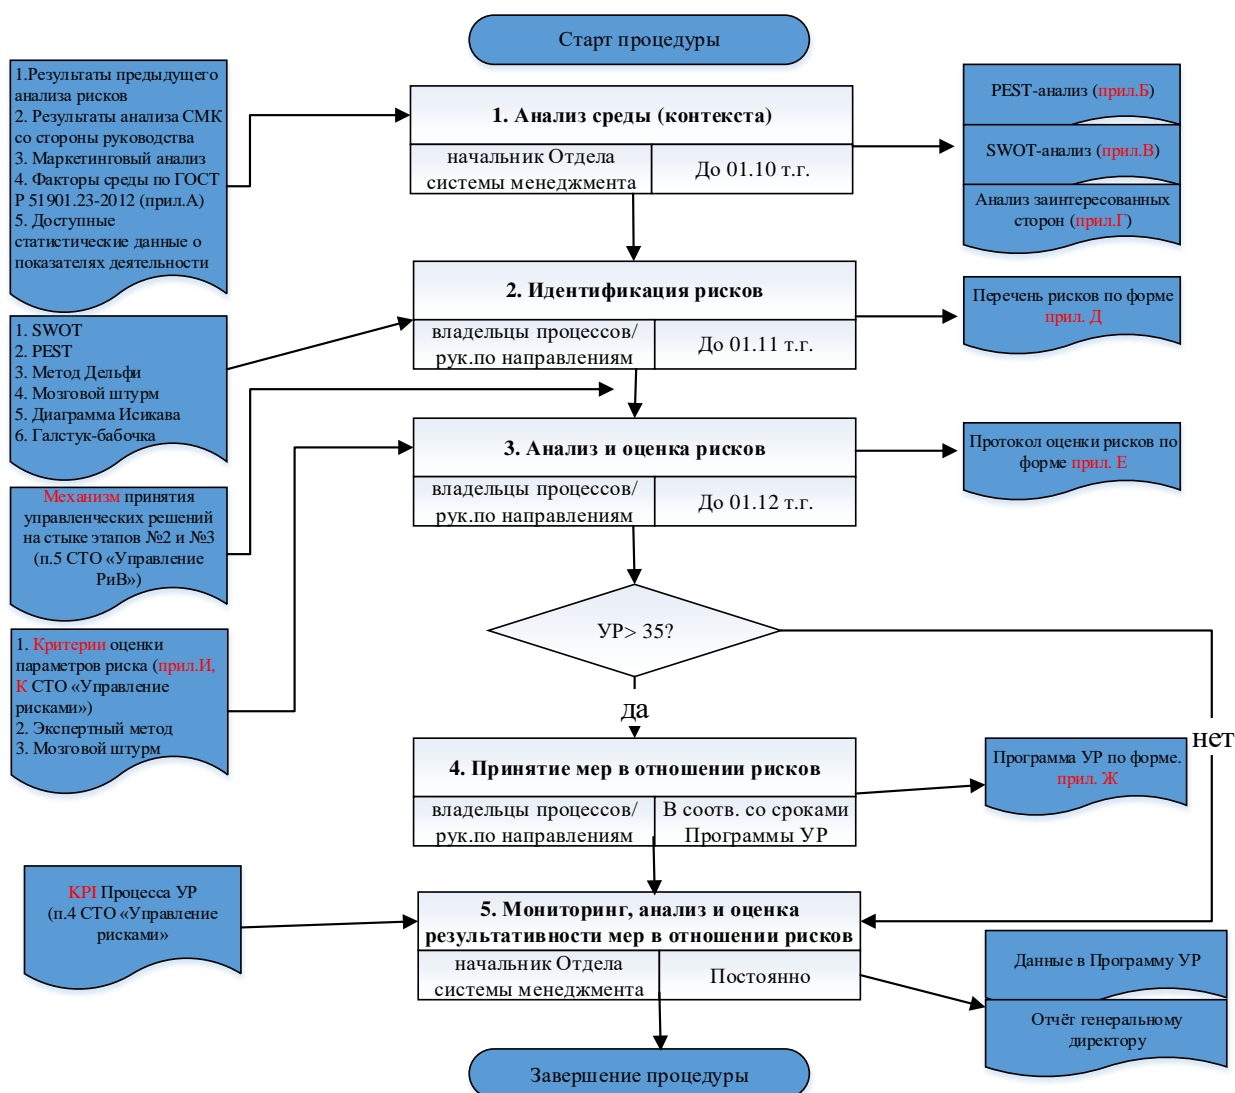 Старт процедуры
1.Результаты предыдущего
анализа рисков
2. Результаты анализа СМК
со стороны руководства
3. Маркетинговый анализ
4. Факторы среды по ГОСТ
Р 51901.23-2012 (прил.А)
5. Доступные
статистические данные о
показателях деятельности
1. Анализ среды (контекста)
начальник Отдела
системы менеджмента
До 01.10 т.г.
PEST-анализ (прил.Б)
SWOT-анализ (прил.В)
Анализ заинтересованных
сторон (прил.Г)
1. SWOT
2. PEST
3. Метод Дельфи
4. Мозговой штурм
5. Диаграмма Исикава
6. Галстук-бабочка
2. Идентификация рисков
владельцы процессов/
рук.по направлениям
До 01.11 т.г.
Перечень рисков по форме
прил. Д
Механизм принятия
управленческих решений
на стыке этапов №2 и №3
(п.5 СТО «Управление
РиВ»)
3. Анализ и оценка рисков
владельцы процессов/
рук.по направлениям
До 01.12 т.г.
Протокол оценки рисков по
форме прил. Е
1. Критерии оценки
параметров риска (прил.И,
К СТО «Управление
рисками»)
2. Экспертный метод
3. Мозговой штурм
УР> 35?
да
нет
4. Принятие мер в отношении рисков
владельцы процессов/
рук.по направлениям
В соотв. со сроками
Программы УР
Программа УР по форме.
прил. Ж
KPI Процесса УР
(п.4 СТО «Управление
рисками»
5. Мониторинг, анализ и оценка
результативности мер в отношении рисков
начальник Отдела
системы менеджмента
Постоянно
Данные в Программу УР
Отчёт генеральному
директору
Завершение процедуры